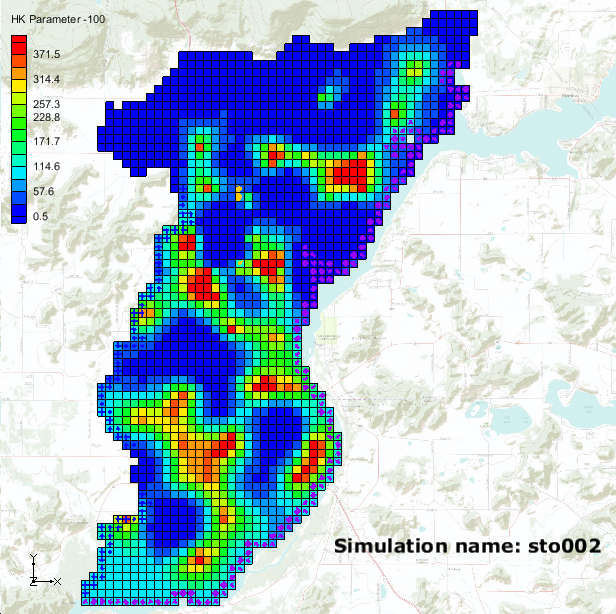 HK Parameter -100
371.5
314.4
257.3
228.8
171.7
114.6
57.6
0.5
Simulation name: sto002
Y
Z X